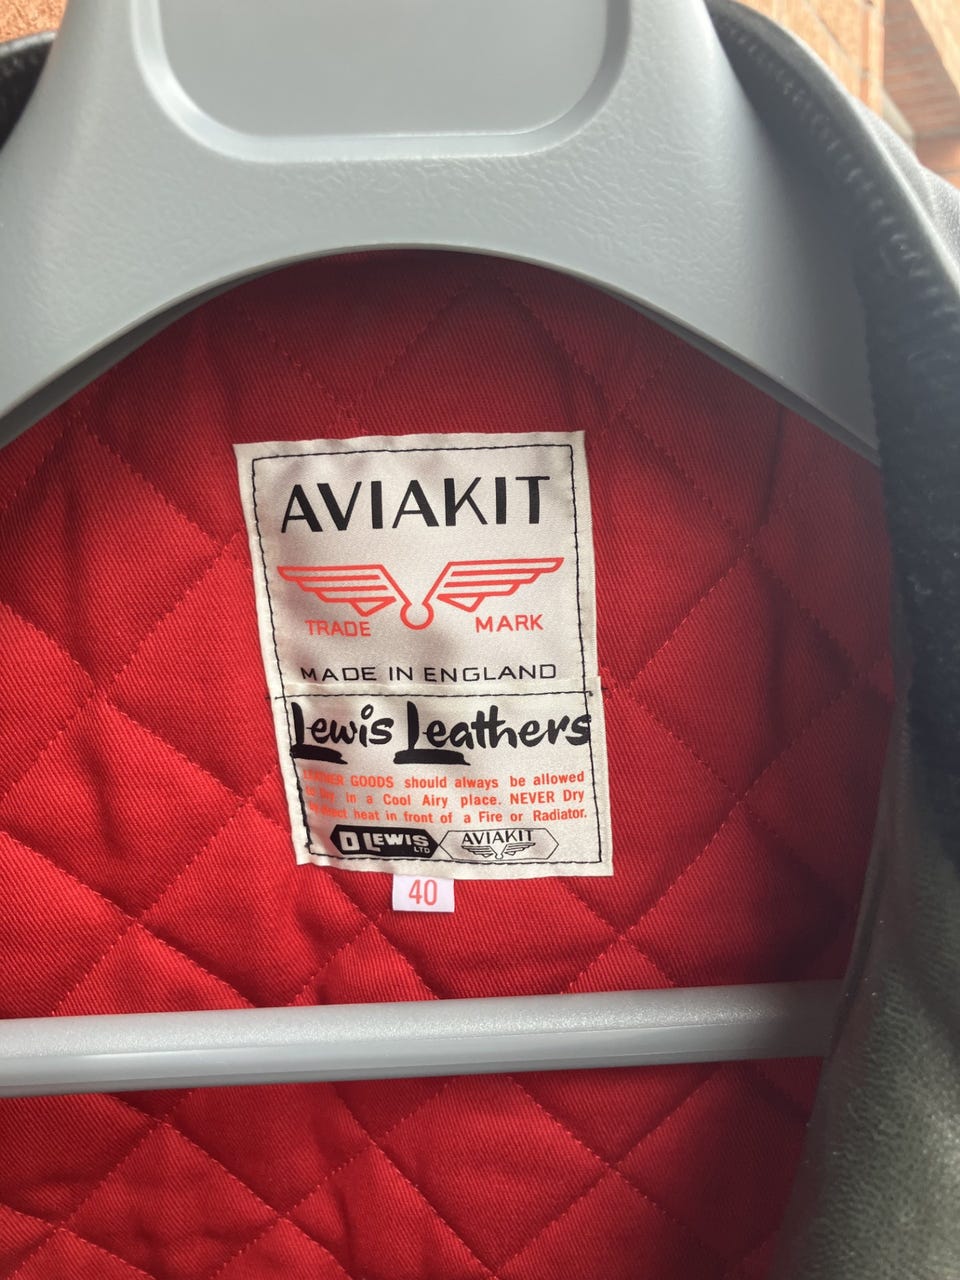 AVIAKIT
TRADE MARK
MADE IN ENGLAND
Lewis Leathers
GOODS should always be allowed
In a Cool Airy place. NEVER Dry
heat in front of a Fire or Radiator.
D LEWIS LTD AVIAKIT
40